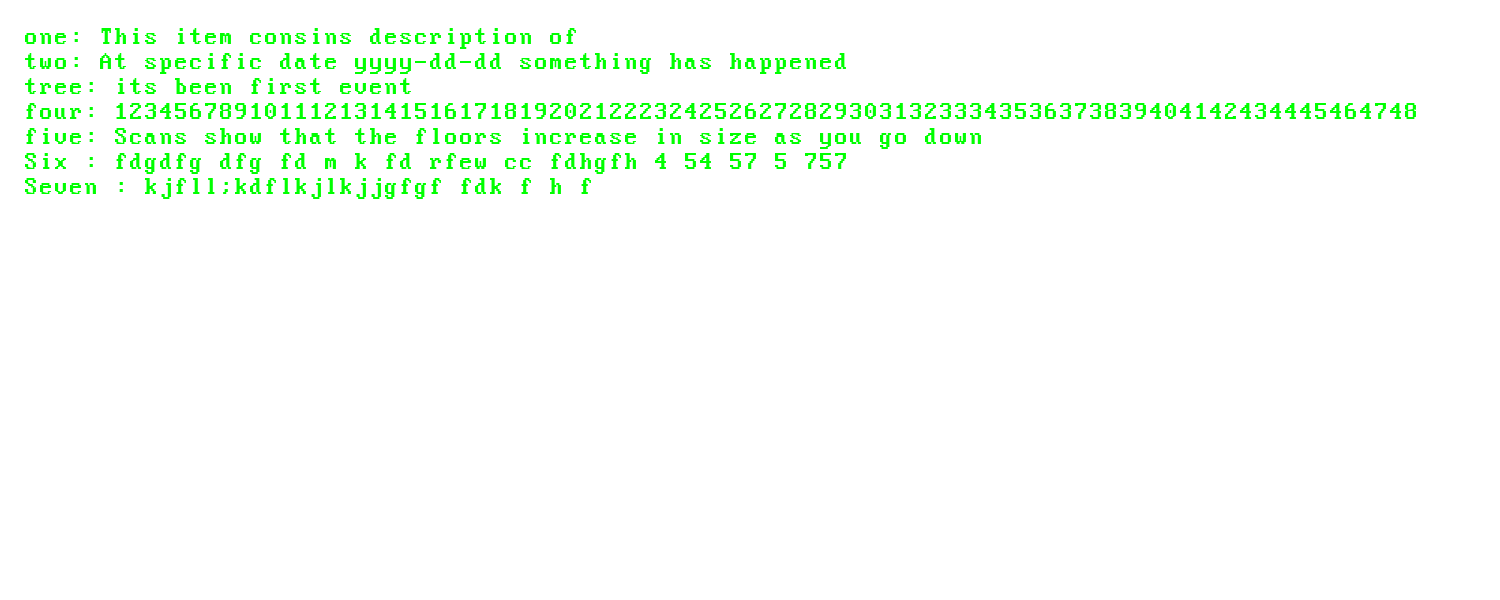 one: This item consins description of
two: At specific date yyyy-dd-dd something has happened
tree: its been first event
four: 123456789101112131415161718192021222324252627282930313233343536373839404142434445464748
five: Scans show that the floors increase in size as you go down
Six : fdgdfg dfg fd m k fd rfew cc fdhgfh 4 54 57 5 757
Seven : kjfll;kdflkjlkjjgfgf fdk f h f